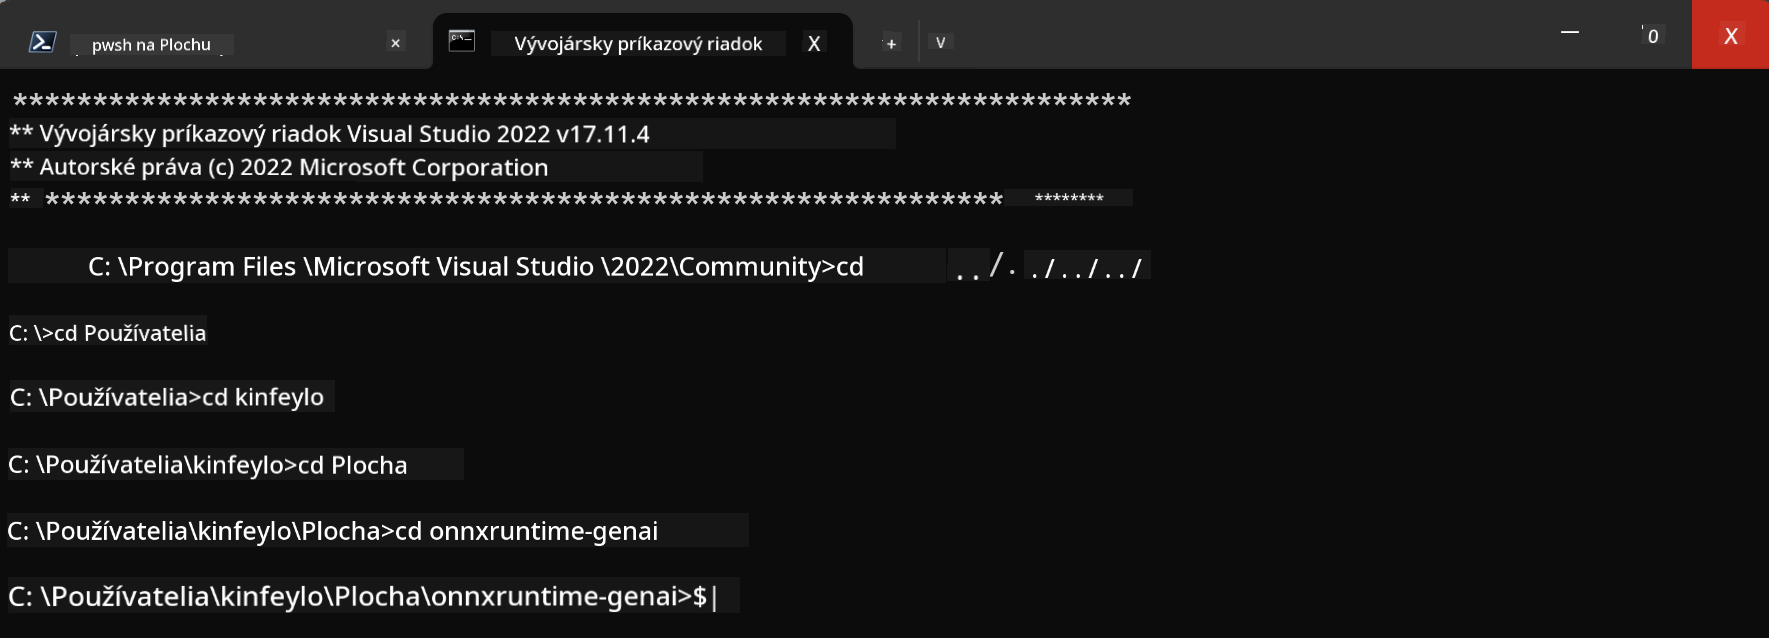 pwsh na Plochu × Vývojársky príkazový riadok X + v — 0 X
**********************************************************************
** Vývojársky príkazový riadok Visual Studio 2022 v17.11.4
** Autorské práva (c) 2022 Microsoft Corporation
** ************************************************************ ********
C: \Program Files \Microsoft Visual Studio \2022\Community>cd ../../../../
C: \>cd Používatelia
C: \Používatelia>cd kinfeylo
C: \Používatelia\kinfeylo>cd Plocha
C: \Používatelia\kinfeylo\Plocha>cd onnxruntime-genai
C: \Používatelia\kinfeylo\Plocha\onnxruntime-genai>$|